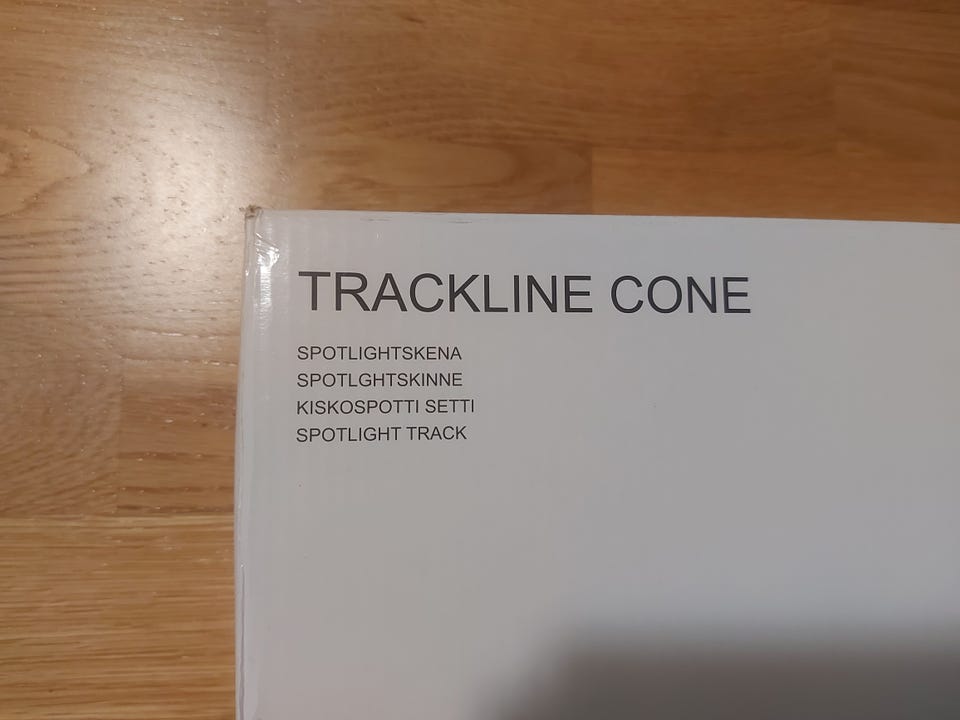 TRACKLINE CONE
SPOTLIGHTSKENA
SPOTLGHTSKINNE
KISKOSPOTTI SETTI
SPOTLIGHT TRACK